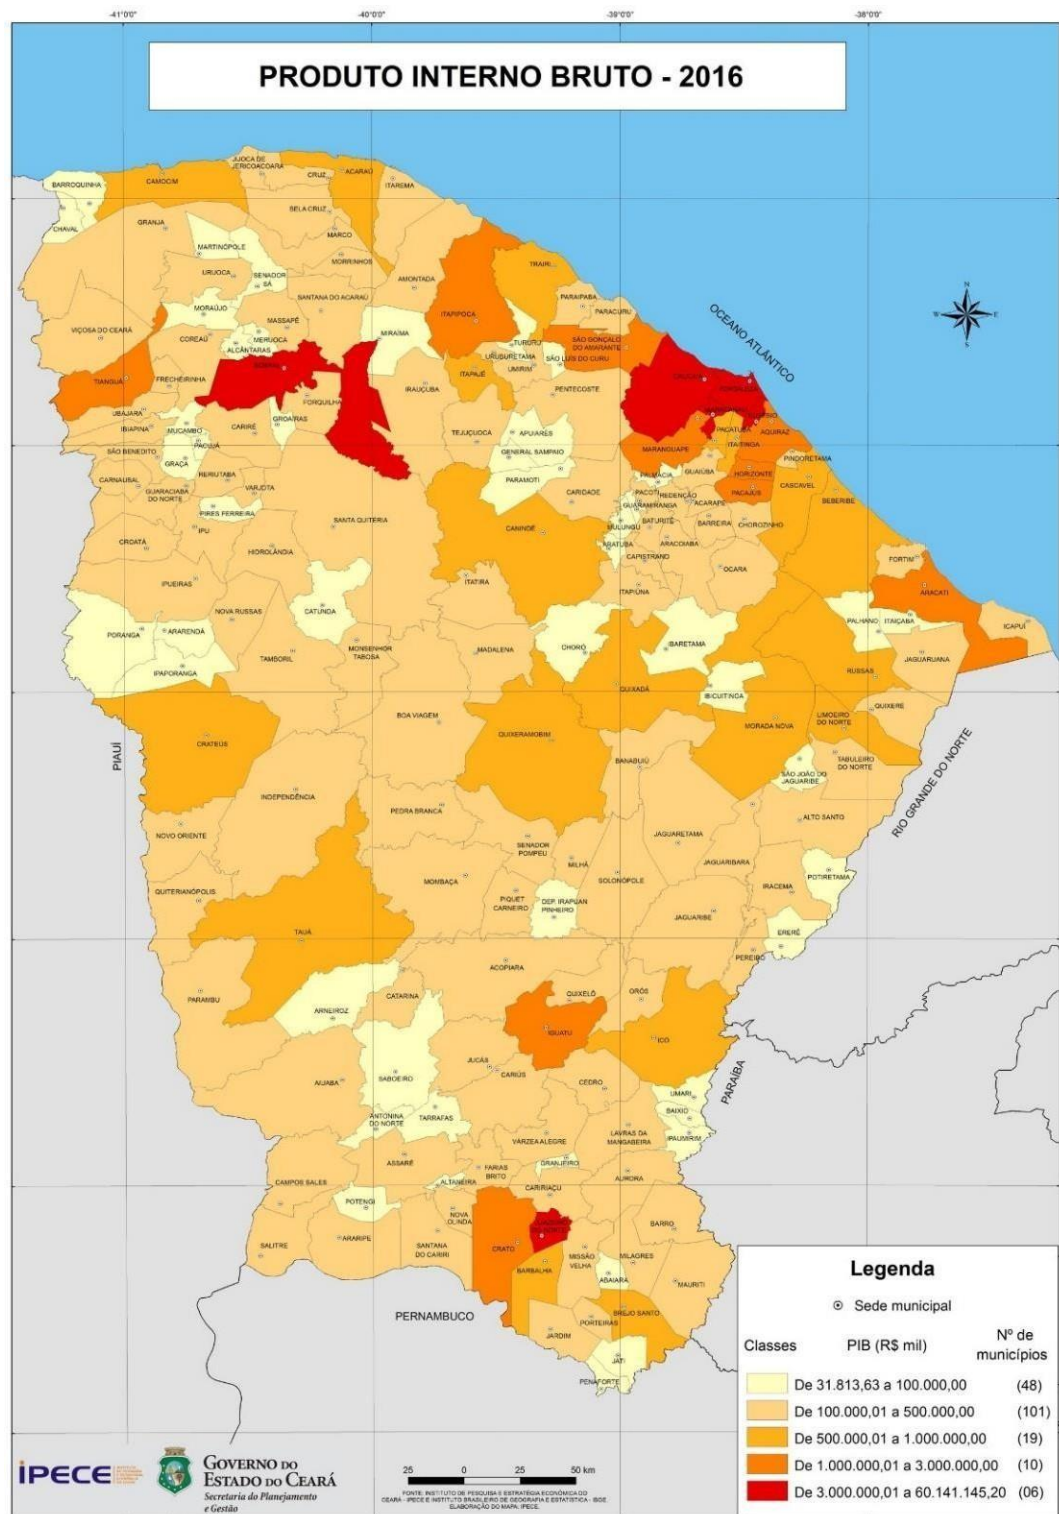 -41°0'0"
-40°0'0"
-39°0'0"
-38°0'0"
PRODUTO INTERNO BRUTO - 2016
BARROQUINHA
CHAVAL
CAMOCIM
JIJOCA DE
JERICOACOARA
CRUZ
ACARAÚ
ITAREMA
BELA CRUZ
GRANJA
MARCO
MARTINÓPOLE
MORRINHOS
URUOCA
SENADOR
SÁ
AMONTADA
SANTANA DO ACARAÚ
TRAIRI
PARAIPABA
PARACURU
ITAPIPOCA
MORAÚJO
MASSAPÊ
VIÇOSA DO CEARÁ
COREAÚ
MERUOCA
ALCÂNTARAS
MIRAÍMA
TURURU
URUBURETAMA
UMIRIM
SÃO LUÍS DO CURU
SÃO GONÇALO
DO AMARANTE
OCEANO ATLÂNTICO
TIANGUÁ
FRECHEIRINHA
FORQUILHA
IRAUÇUBA
ITAPAJÉ
PENTECOSTE
CAUCAIA
FORTALEZA
UBAJARA
IBIAPINA
MUCAMBO
PACUJÁ
CARIRÉ
GROAÍRAS
TEJUÇUOCA
APUIARÉS
GENERAL SAMPAIO
PARAMOTI
MARANGUAPE
PACATUBA
ITAITINGA
AQUIRAZ
SÃO BENEDITO
GRAÇA
CARNAUBAL
GUARACIABA
DO NORTE
RERIUTABA
VARJOTA
PIRES FERREIRA
IPU
CROATÁ
HIDROLÂNDIA
SANTA QUITÉRIA
CARIDADE
CANINDÉ
PALMÁCIA
GUAIÚBA
HORIZONTE
PACAJUS
PINDORETAMA
CASCAVEL
BEBERIBE
PACOTI
REDENÇÃO
GUARAMIRANGA
ACARAPE
MULUNGU
BATURITÉ
BARREIRA
CHOROZINHO
ARATUBA
ARACOIABA
CAPISTRANO
OCARA
ITAPIÚNA
FORTIM
ARACATI
ICAPUÍ
ITATIRA
IPUEIRAS
CATUNDA
NOVA RUSSAS
PORANGA
ARARENDÁ
IPAPORANGA
TAMBORIL
MONSENHOR
TABOSA
MADALENA
CHORÓ
IBARETAMA
PALHANO
ITAIÇABA
JAGUARUANA
RUSSAS
QUIXADÁ
IBICUITINGA
QUIXERÉ
BOA VIAGEM
QUIXERAMOBIM
MORADA NOVA
LIMOEIRO
DO NORTE
CRATEÚS
PIAUÍ
BANABUIÚ
SÃO JOÃO DO
JAGUARIBE
TABULEIRO
DO NORTE
RIO GRANDE DO NORTE
INDEPENDÊNCIA
PEDRA BRANCA
ALTO SANTO
NOVO ORIENTE
SENADOR
POMPEU
JAGUARETAMA
JAGUARIBARA
MILHÃ
SOLONÓPOLE
POTIRETAMA
QUITERIANÓPOLIS
MOMBAÇA
PIQUET
CARNEIRO
DEP. IRAPUAN
PINHEIRO
IRACEMA
JAGUARIBE
TAUÁ
ERERÊ
PEREIRO
ACOPIARA
PARAMBU
CATARINA
ARNEIROZ
QUIXELÔ
ORÓS
IGUATU
ICÓ
JUCÁS
CARIÚS
SABOEIRO
AIUABA
CEDRO
UMARI
BAIXIO
IPAUMIRIM
PARAÍBA
ANTONINA
DO NORTE
TARRAFAS
VÁRZEA ALEGRE
LAVRAS DA
MANGABEIRA
ASSARÉ
FARIAS
BRITO
GRANJEIRO
AURORA
CAMPOS SALES
ALTANEIRA
CARIRIAÇU
POTENGI
NOVA
OLINDA
BARRO
SALITRE
ARARIPE
SANTANA
DO CARIRI
CRATO
BARBALHA
MISSÃO
VELHA
MILAGRES
ABAIARA
MAURITI
PERNAMBUCO
BREJO SANTO
PORTEIRAS
JARDIM
JATI
PENAFORTE
Legenda
Sede municipal
Classes PIB (R$ mil) Nº de
municípios
De 31.813,63 a 100.000,00 (48)
De 100.000,01 a 500.000,00 (101)
De 500.000,01 a 1.000.000,00 (19)
De 1.000.000,01 a 3.000.000,00 (10)
De 3.000.000,01 a 60.141.145,20 (06)
IPECE
GOVERNO DO
ESTADO DO CEARÁ
Secretaria do Planejamento
e Gestão
25 0 25 50 km
FONTE: INSTITUTO DE PESQUISA E ESTRATÉGIA ECONÔMICA DO
CEARÁ - IPECE E INSTITUTO BRASILEIRO DE GEOGRAFIA E ESTATÍSTICA - IBGE.
ELABORAÇÃO DO MAPA: IPECE.